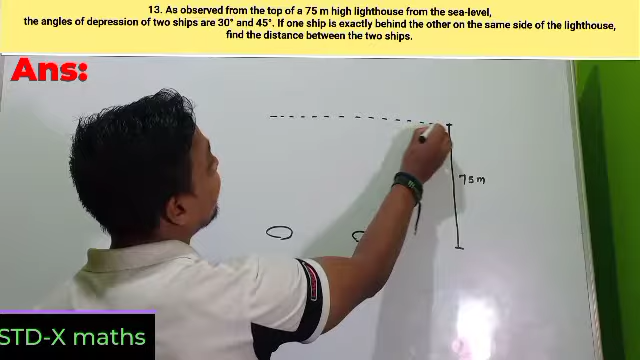 13. As observed from the top of a 75 m high lighthouse from the sea-level,
the angles of depression of two ships are 30° and 45°. If one ship is exactly behind the other on the same side of the lighthouse,
find the distance between the two ships.
Ans:
75m
STD-X maths